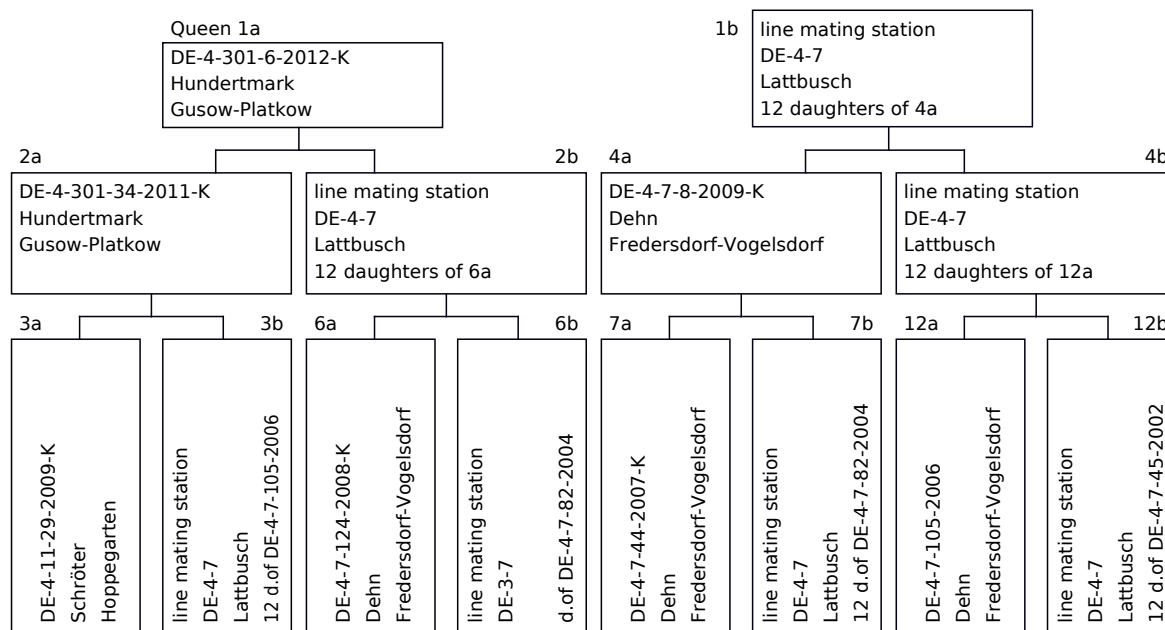 Queen 1a
DE-4-301-6-2012-K
Hundertmark
Gusow-Platkow
1b
line mating station
DE-4-7
Lattbusch
12 daughters of 4a
2a
DE-4-301-34-2011-K
Hundertmark
Gusow-Platkow
2b
line mating station
DE-4-7
Lattbusch
12 daughters of 6a
4a
DE-4-7-8-2009-K
Dehn
Fredersdorf-Vogelsdorf
4b
line mating station
DE-4-7
Lattbusch
12 daughters of 12a
3a
DE-4-11-29-2009-K
Schröter
Hoppegarten
3b
line mating station
DE-4-7
Lattbusch
12 d.of DE-4-7-105-2006
6a
DE-4-7-124-2008-K
Dehn
Fredersdorf-Vogelsdorf
6b
line mating station
DE-3-7
d.of DE-4-7-82-2004
7a
DE-4-7-44-2007-K
Dehn
Fredersdorf-Vogelsdorf
7b
line mating station
DE-4-7
Lattbusch
12 d.of DE-4-7-82-2004
12a
DE-4-7-105-2006
Dehn
Fredersdorf-Vogelsdorf
12b
line mating station
DE-4-7
Lattbusch
12 d.of DE-4-7-45-2002